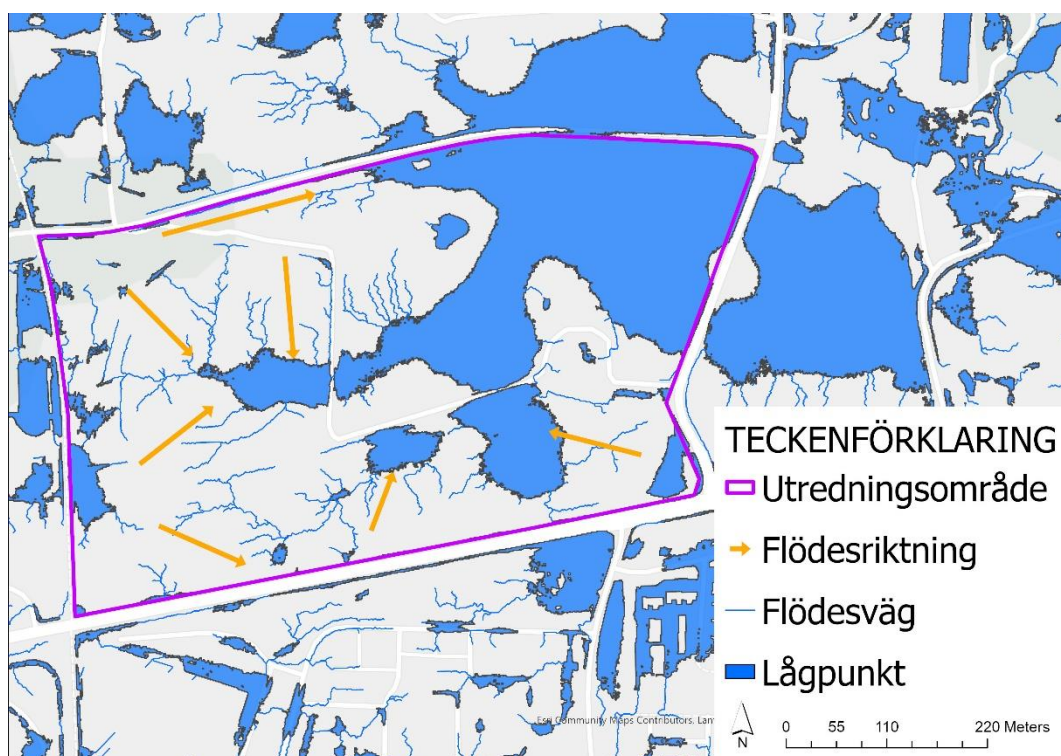 TECKENFÖRKLARING
Utredningsområde
Flödesriktning
Flödesväg
Lågpunkt
Esri Community Maps Contributors, Lan
N
0 55 110 220 Meters